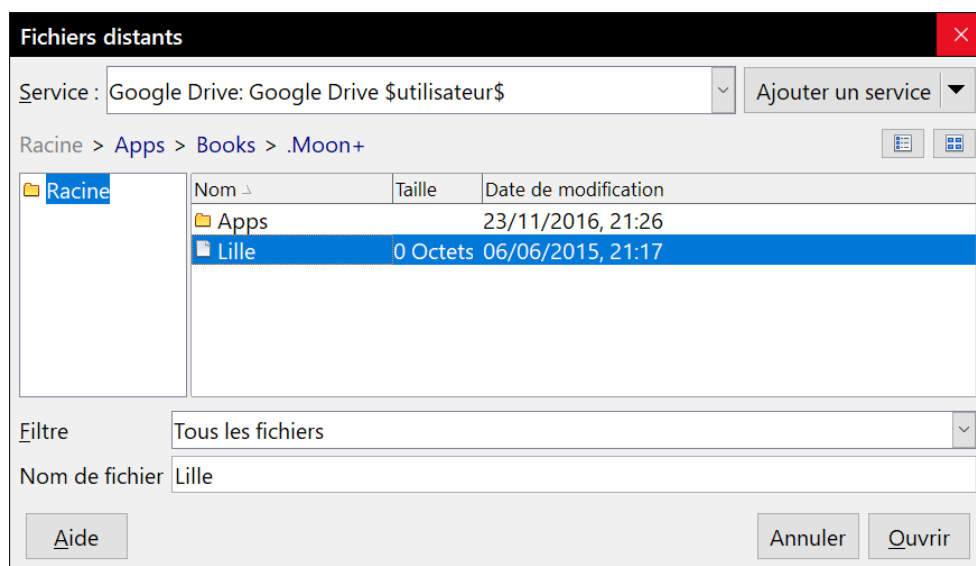 Fichiers distants
Service : Google Drive: Google Drive $utilisateur$ Ajouter un service
Racine > Apps > Books > .Moon+
Racine
Nom Taille Date de modification
Apps 23/11/2016, 21:26
Lille 0 Octets 06/06/2015, 21:17
Filtre Tous les fichiers
Nom de fichier Lille
Aide Annuler Ouvrir